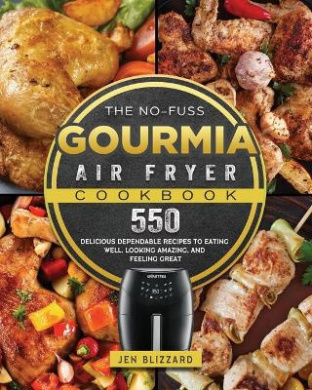 THE NO-FUSS
GOURMIA
AIR FRYER
COOKBOOK
550
DELICIOUS DEPENDABLE RECIPES TO EATING
WELL, LOOKING AMAZING, AND
FEELING GREAT
gourmia
JEN BLIZZARD